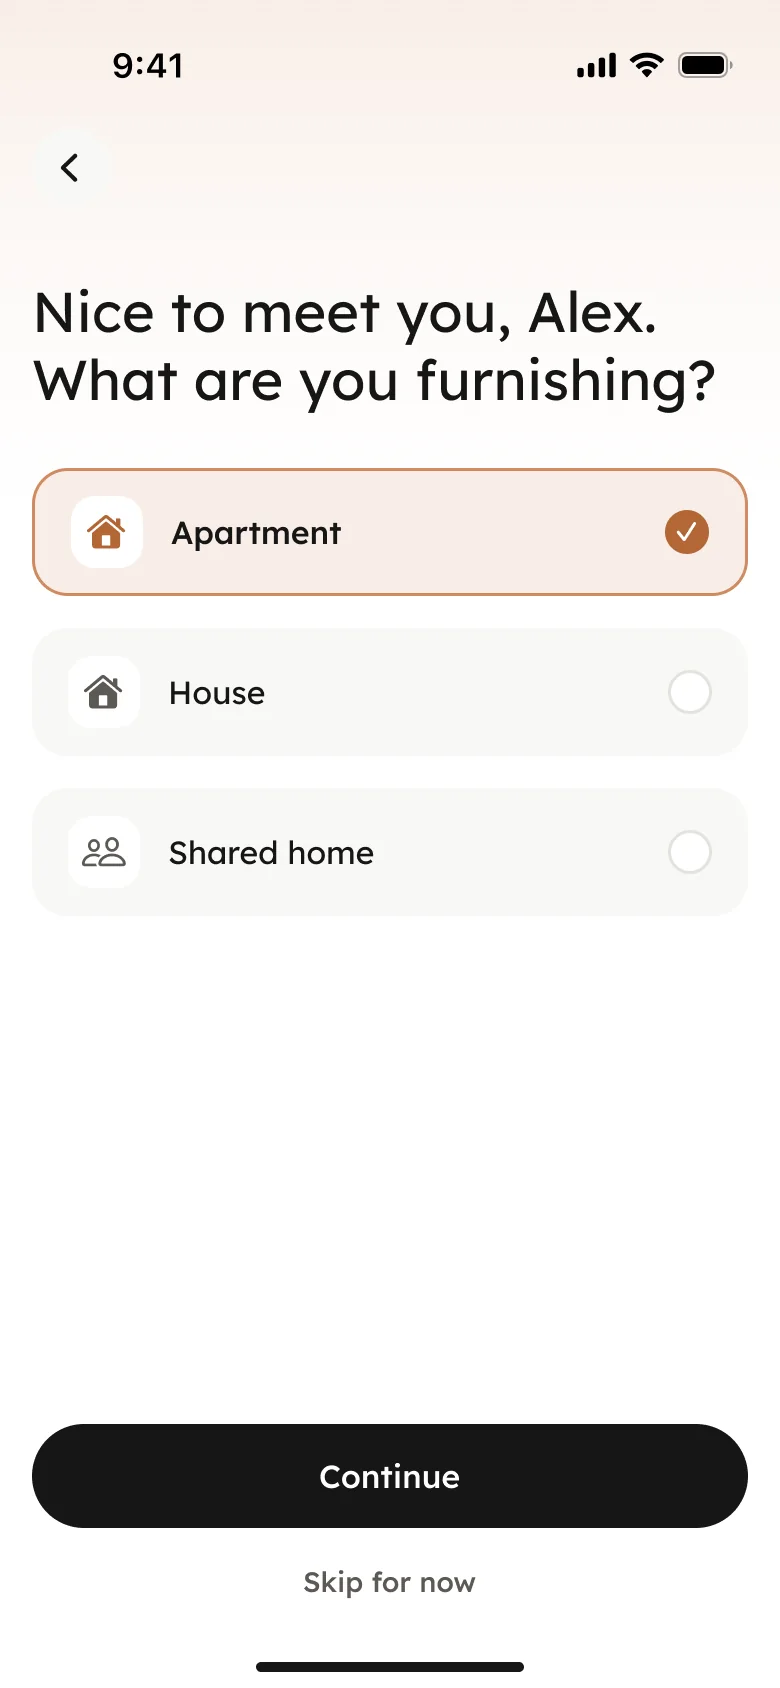 9:41
Nice to meet you, Alex.
What are you furnishing?
Apartment
House
Shared home
Continue
Skip for now